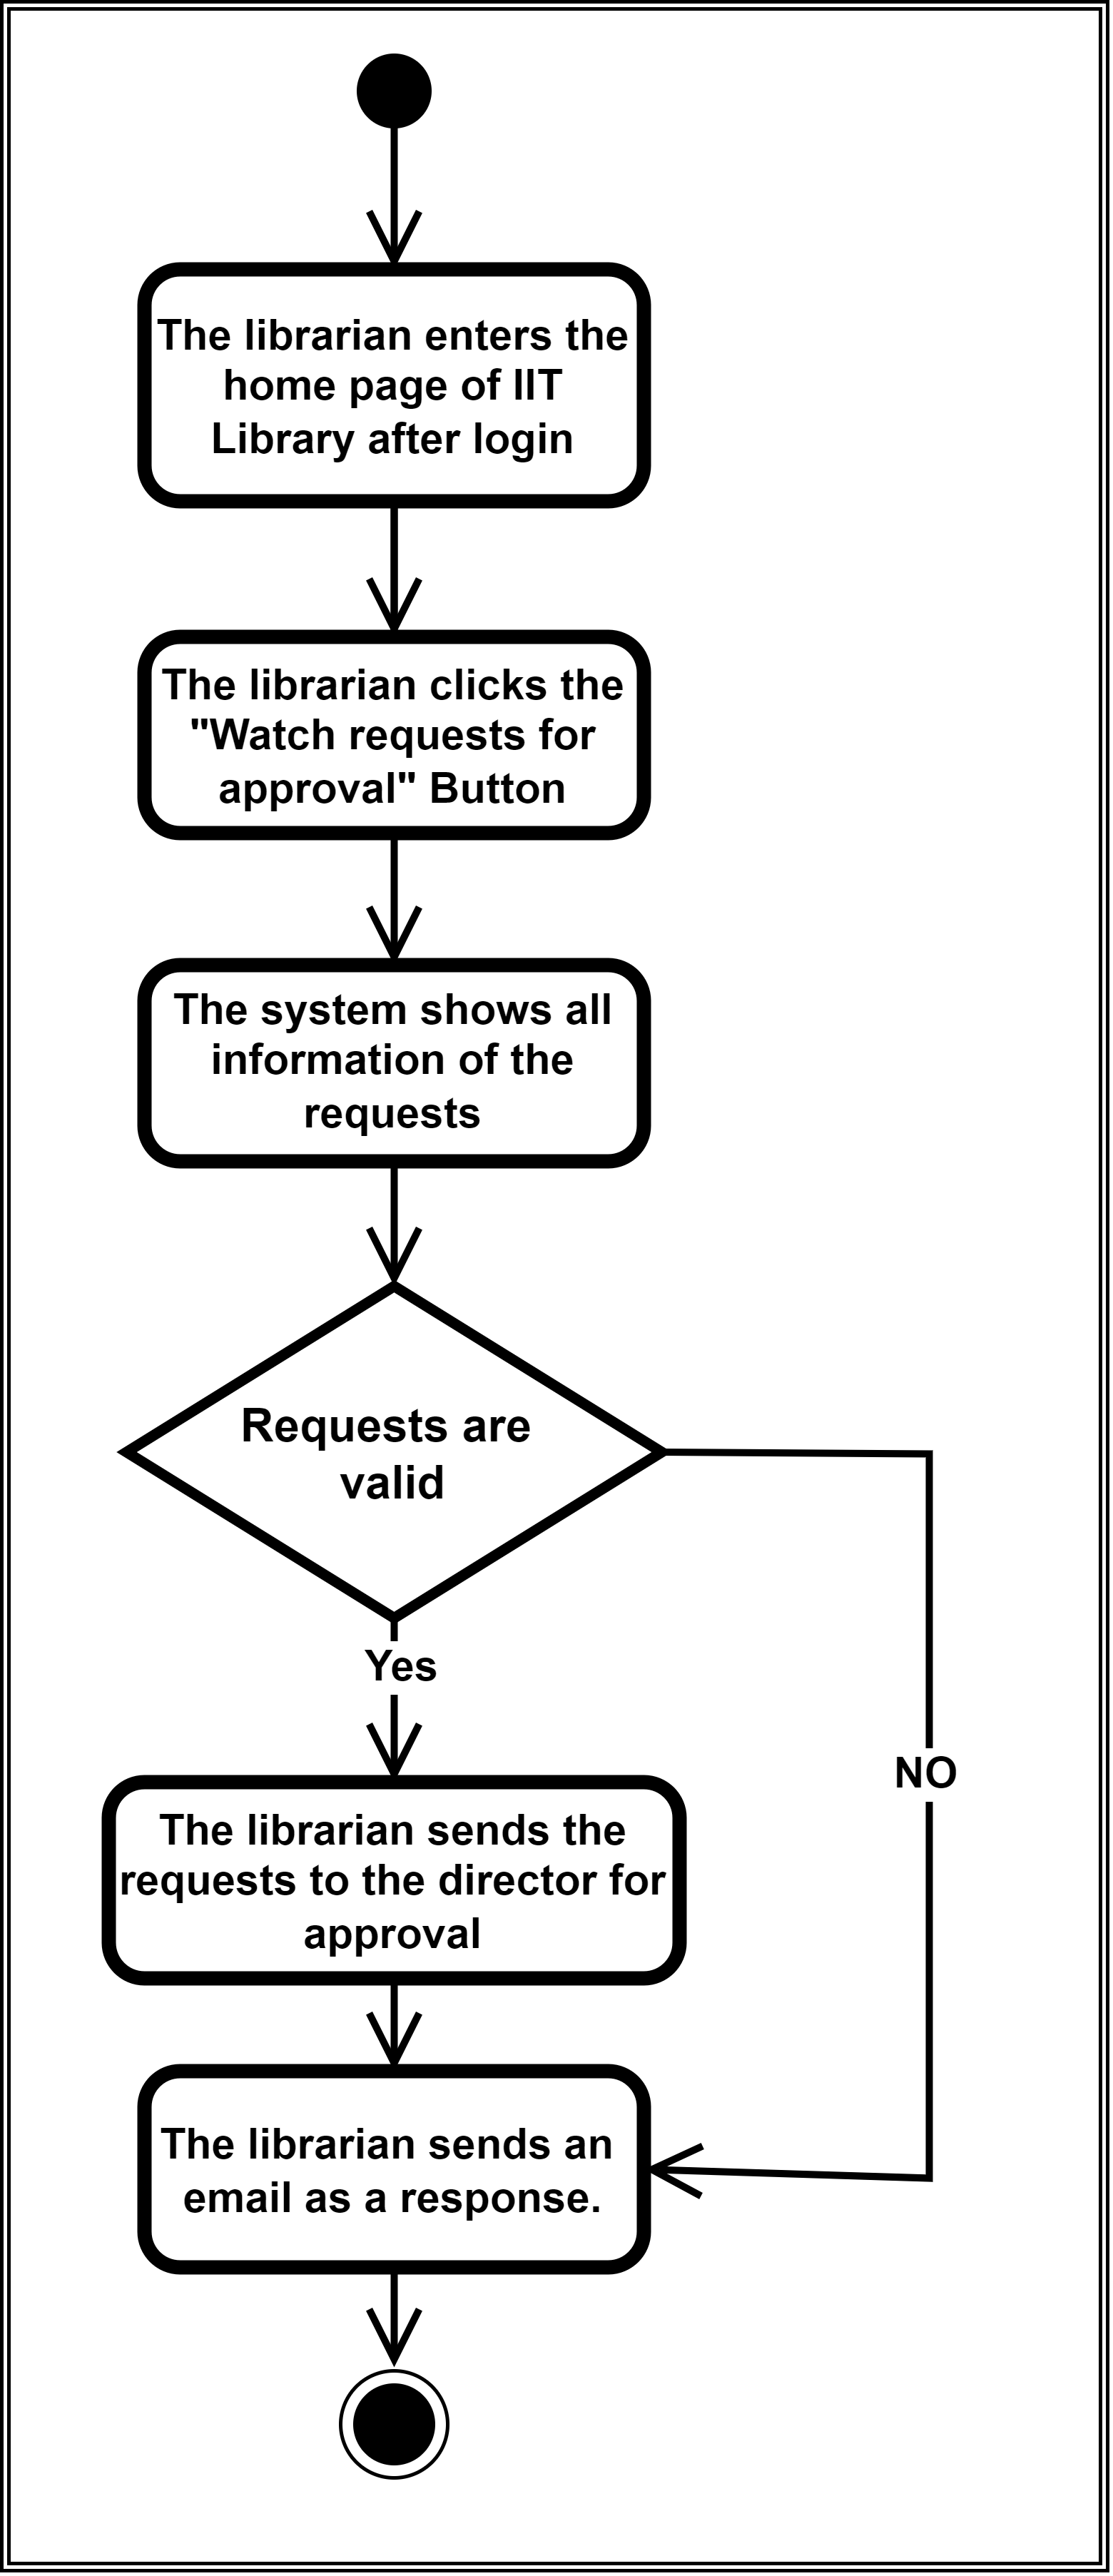 The librarian enters the
home page of IIT
Library after login
The librarian clicks the
"Watch requests for
approval" Button
The system shows all
information of the
requests
Requests are
valid
Yes
NO
The librarian sends the
requests to the director for
approval
The librarian sends an
email as a response.